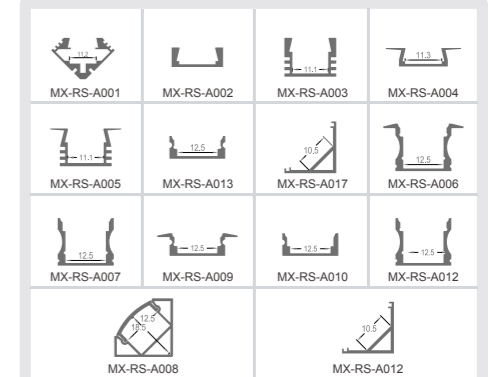 11.2
MX-RS-A001
MX-RS-A002
11.1
MX-RS-A003
11.3
MX-RS-A004
11.1
MX-RS-A005
12.5
MX-RS-A013
10.5
MX-RS-A017
12.5
MX-RS-A006
12.5
MX-RS-A007
12.5
MX-RS-A009
12.5
MX-RS-A010
12.5
MX-RS-A012
12.5
18.5
MX-RS-A008
10.5
MX-RS-A012